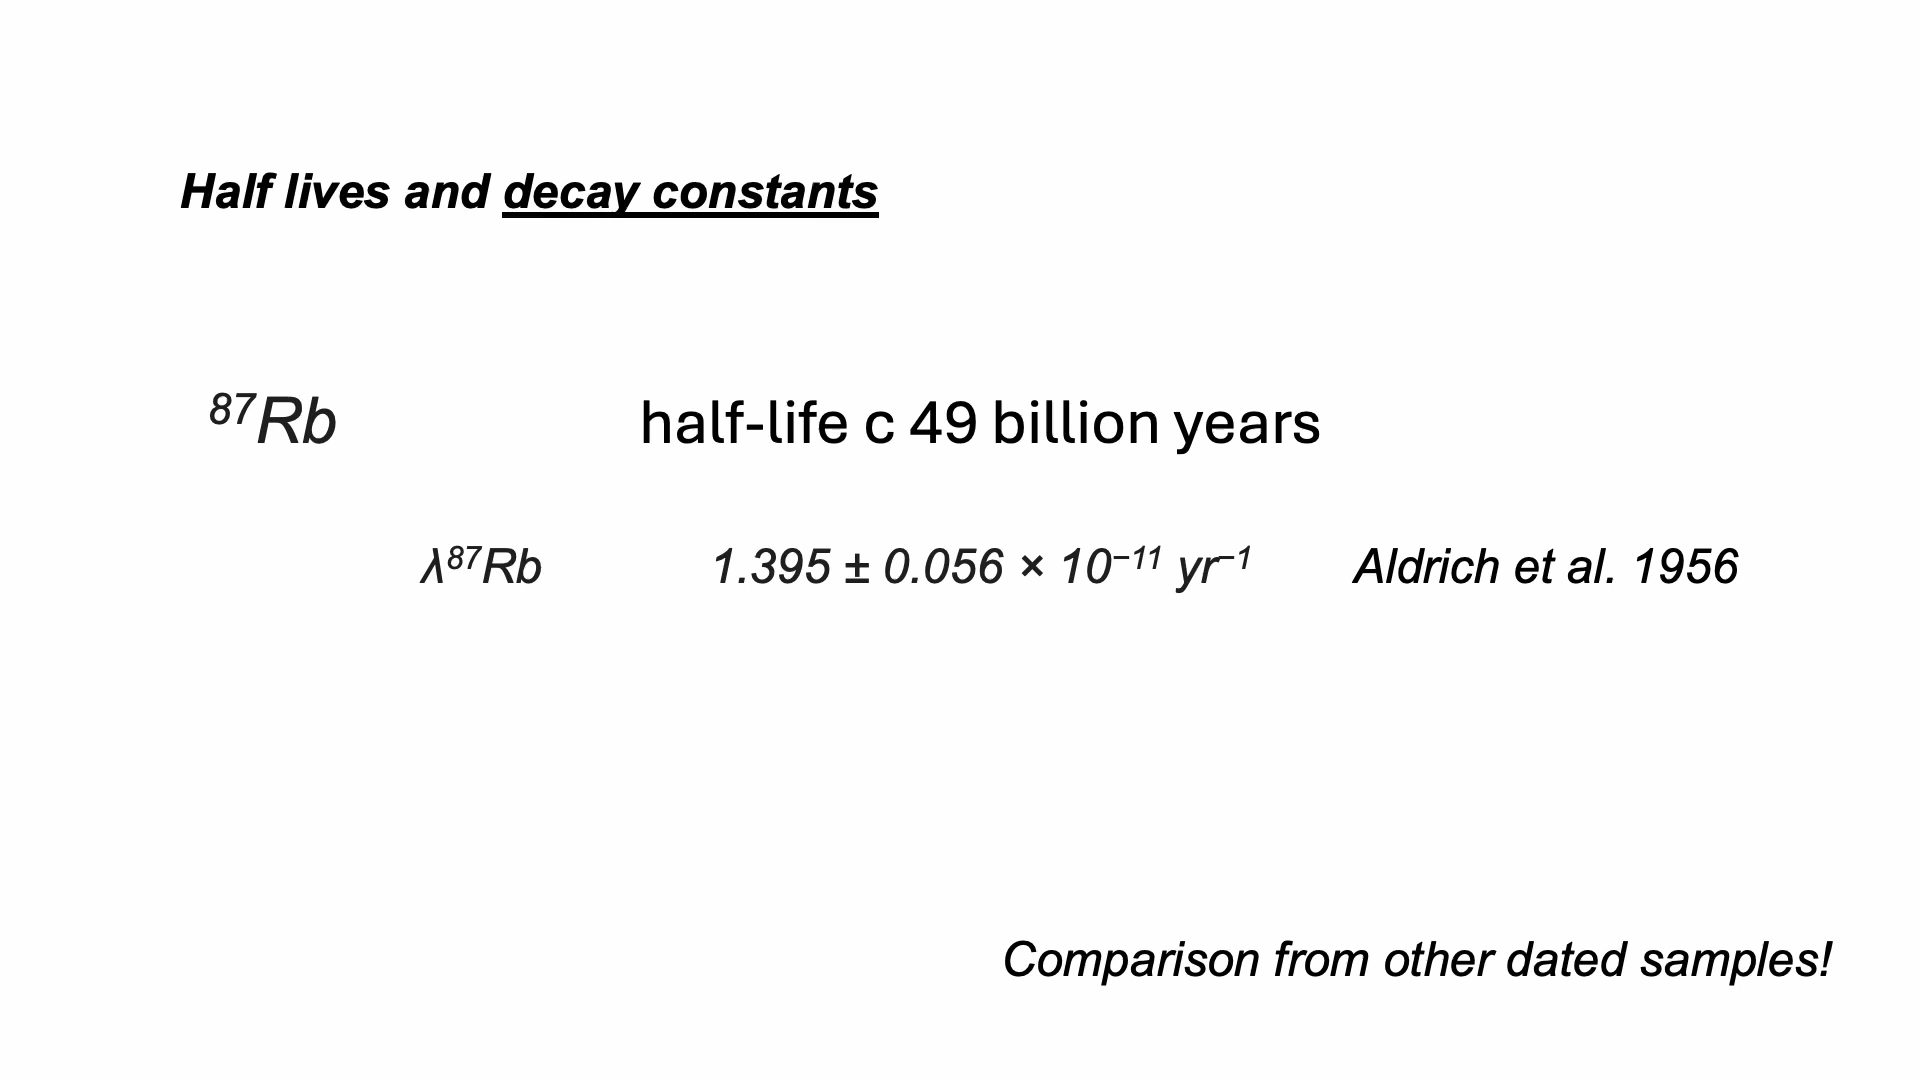 Half lives and decay constants
⁸⁷Rb half-life c 49 billion years
λ⁸⁷Rb 1.395 ± 0.056 × 10⁻¹¹ yr⁻¹ Aldrich et al. 1956
Comparison from other dated samples!